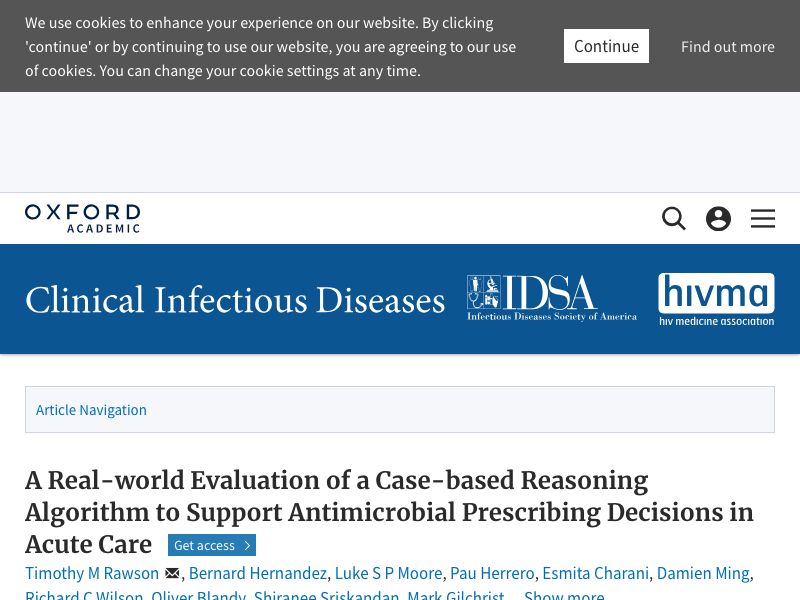 We use cookies to enhance your experience on our website. By clicking
'continue' or by continuing to use our website, you are agreeing to our use
of cookies. You can change your cookie settings at any time.
Continue
Find out more
OXFORD
ACADEMIC
Clinical Infectious Diseases
IDSA
Infectious Diseases Society of America
hivma
hiv medicine association
Article Navigation
A Real-world Evaluation of a Case-based Reasoning
Algorithm to Support Antimicrobial Prescribing Decisions in
Acute Care Get access
Timothy M Rawson, Bernard Hernandez, Luke S P Moore, Pau Herrero, Esmita Charani, Damien Ming,
Richard C Wilson, Oliver Blandy, Shiranee Sriskandan, Mark Gilchrist ... Show more